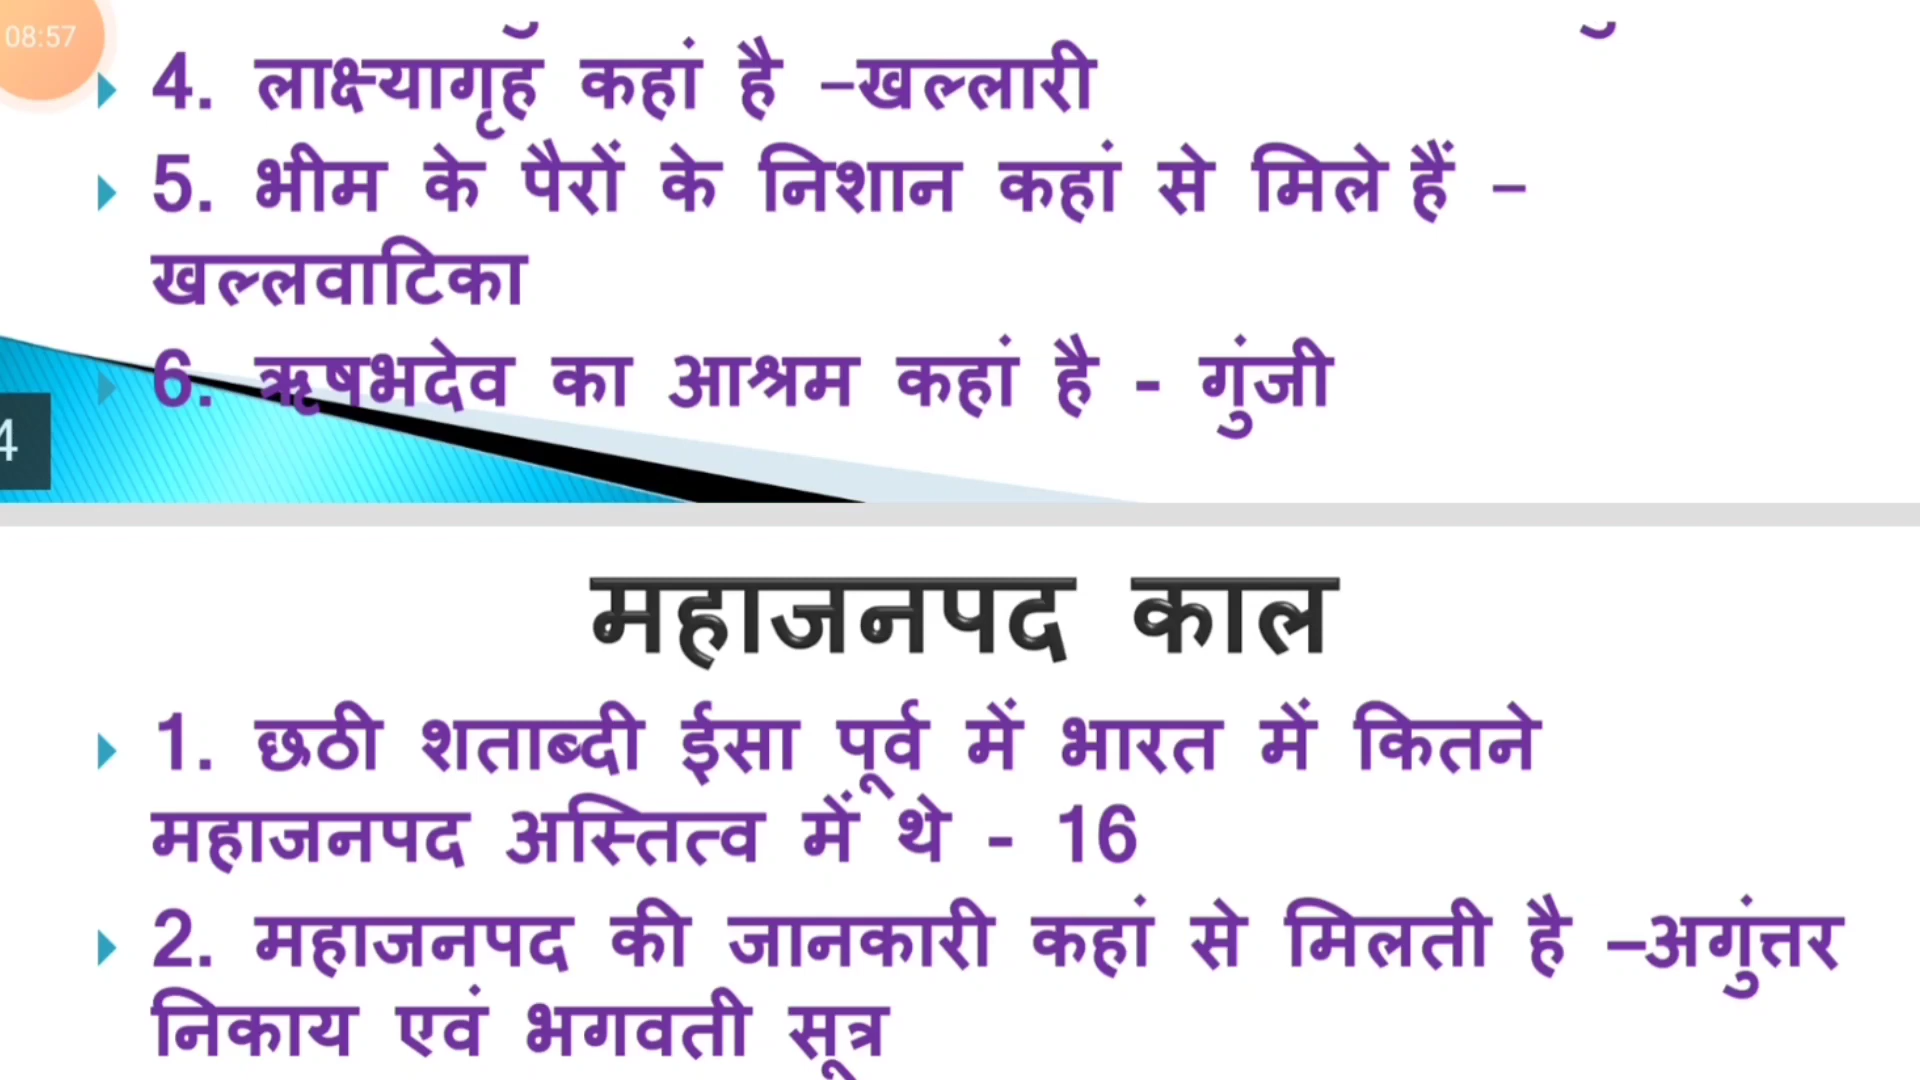 08:57
4. लाक्ष्यागृह कहां है –खल्लारी
5. भीम के पैरों के निशान कहां से मिले हैं –
खल्लवाटिका
6. ऋषभदेव का आश्रम कहां है - गुंजी
4
महाजनपद काल
1. छठी शताब्दी ईसा पूर्व में भारत में कितने
महाजनपद अस्तित्व में थे - 16
2. महाजनपद की जानकारी कहां से मिलती है –अगुंत्तर
निकाय एवं भगवती सूत्र